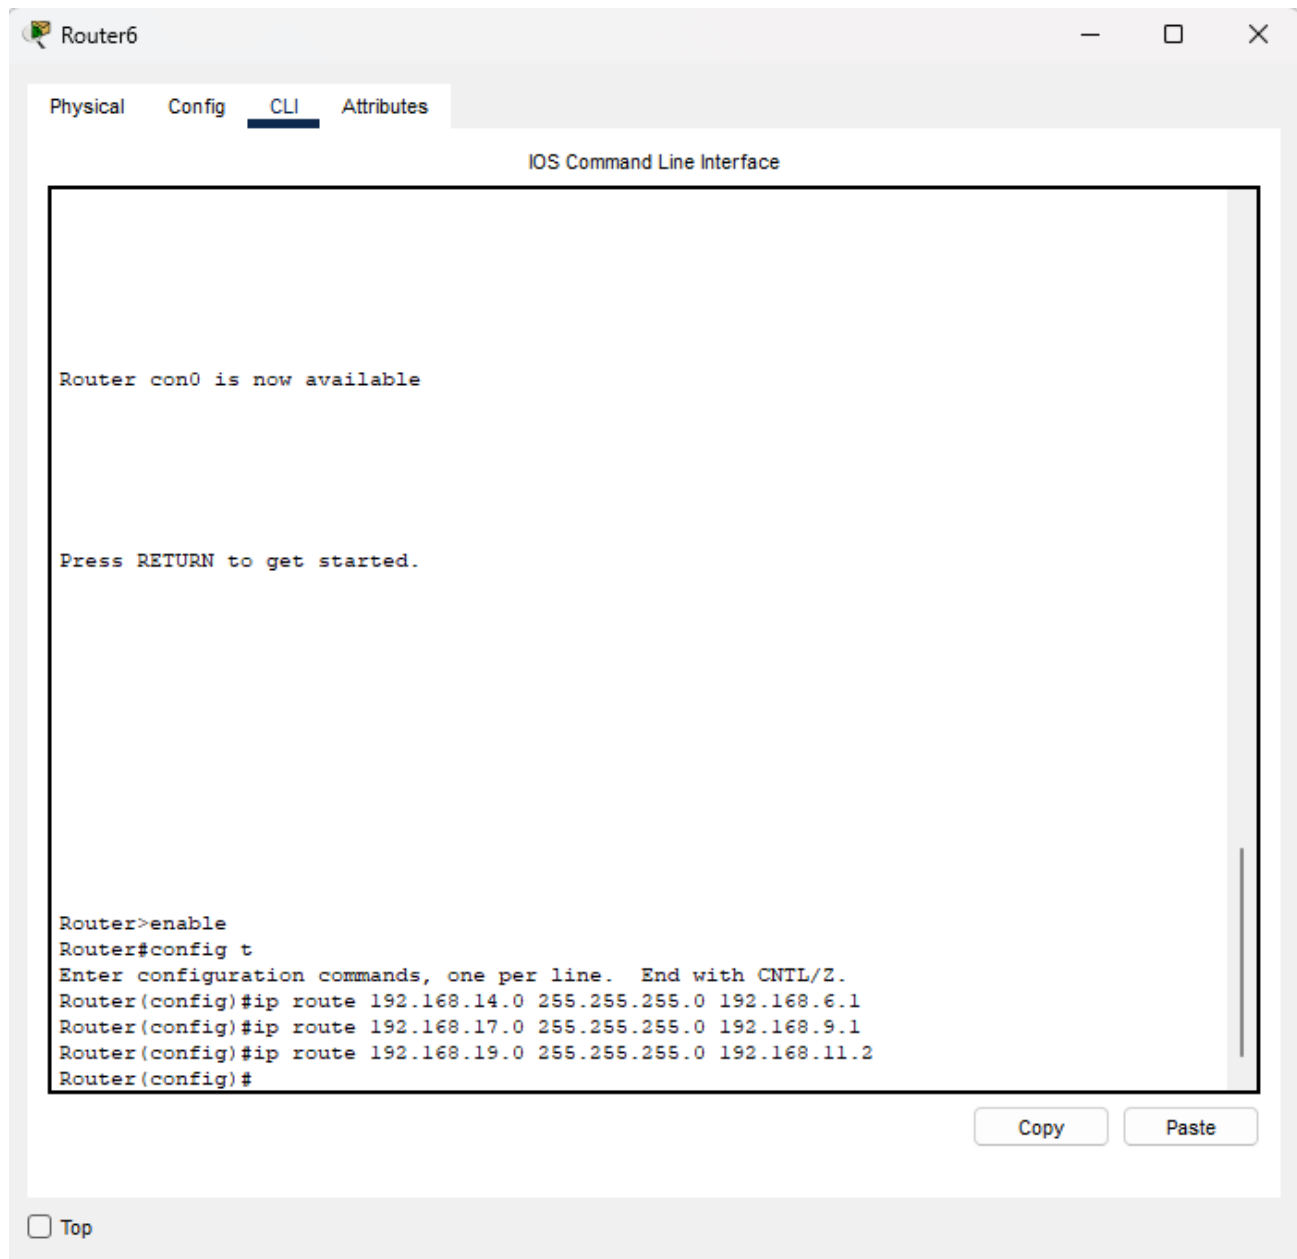 Router6
Physical Config CLI Attributes
IOS Command Line Interface
Router con0 is now available
Press RETURN to get started.
Router>enable
Router#config t
Enter configuration commands, one per line.  End with CNTL/Z.
Router(config)#ip route 192.168.14.0 255.255.255.0 192.168.6.1
Router(config)#ip route 192.168.17.0 255.255.255.0 192.168.9.1
Router(config)#ip route 192.168.19.0 255.255.255.0 192.168.11.2
Router(config)#
Copy Paste
Top